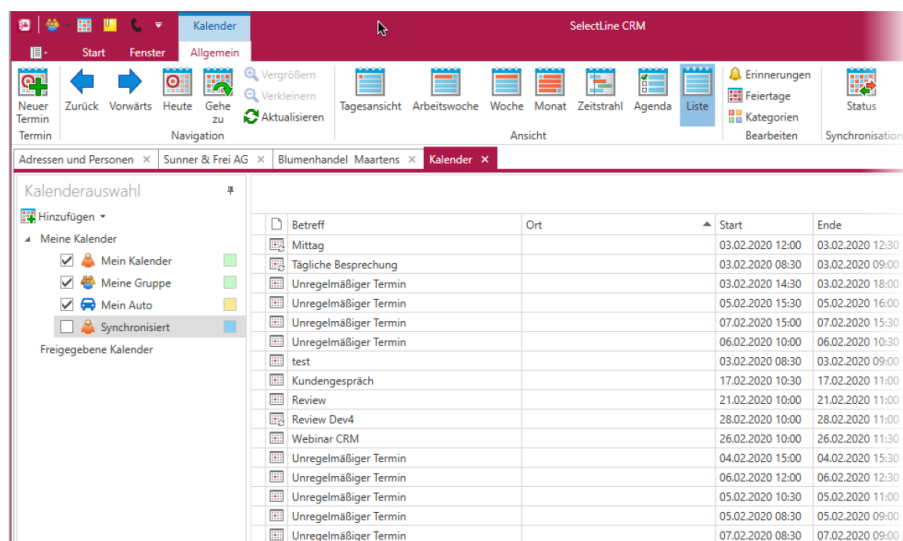 Kalender
SelectLine CRM
Start Fenster Allgemein
Neuer Termin
Zurück Vorwärts Heute Gehe zu
Vergrößern
Verkleinern
Aktualisieren
Tagesansicht Arbeitswoche Woche Monat Zeitstrahl Agenda Liste
Erinnerungen
Feiertage
Kategorien
Status
Termin Navigation Ansicht Bearbeiten Synchronisation
Adressen und Personen × Sunner & Frei AG × Blumenhandel Maartens × Kalender ×
Kalenderauswahl
Hinzufügen
Meine Kalender
Mein Kalender
Meine Gruppe
Mein Auto
Synchronisiert
Freigegebene Kalender
Betreff Ort Start Ende
Mittag 03.02.2020 12:00 03.02.2020 12:30
Tägliche Besprechung 03.02.2020 08:30 03.02.2020 09:00
Unregelmäßiger Termin 03.02.2020 14:30 03.02.2020 18:00
Unregelmäßiger Termin 05.02.2020 15:30 05.02.2020 16:00
Unregelmäßiger Termin 07.02.2020 15:00 07.02.2020 15:30
Unregelmäßiger Termin 06.02.2020 10:00 06.02.2020 10:30
test 03.02.2020 08:30 03.02.2020 09:00
Kundengespräch 17.02.2020 10:30 17.02.2020 11:00
Review 21.02.2020 10:00 21.02.2020 11:00
Review Dev4 28.02.2020 10:00 28.02.2020 11:00
Webinar CRM 26.02.2020 10:00 26.02.2020 11:30
Unregelmäßiger Termin 04.02.2020 15:00 04.02.2020 15:30
Unregelmäßiger Termin 06.02.2020 12:00 06.02.2020 12:30
Unregelmäßiger Termin 05.02.2020 10:30 05.02.2020 11:00
Unregelmäßiger Termin 05.02.2020 08:30 05.02.2020 09:00
Unregelmäßiger Termin 07.02.2020 08:30 07.02.2020 09:00